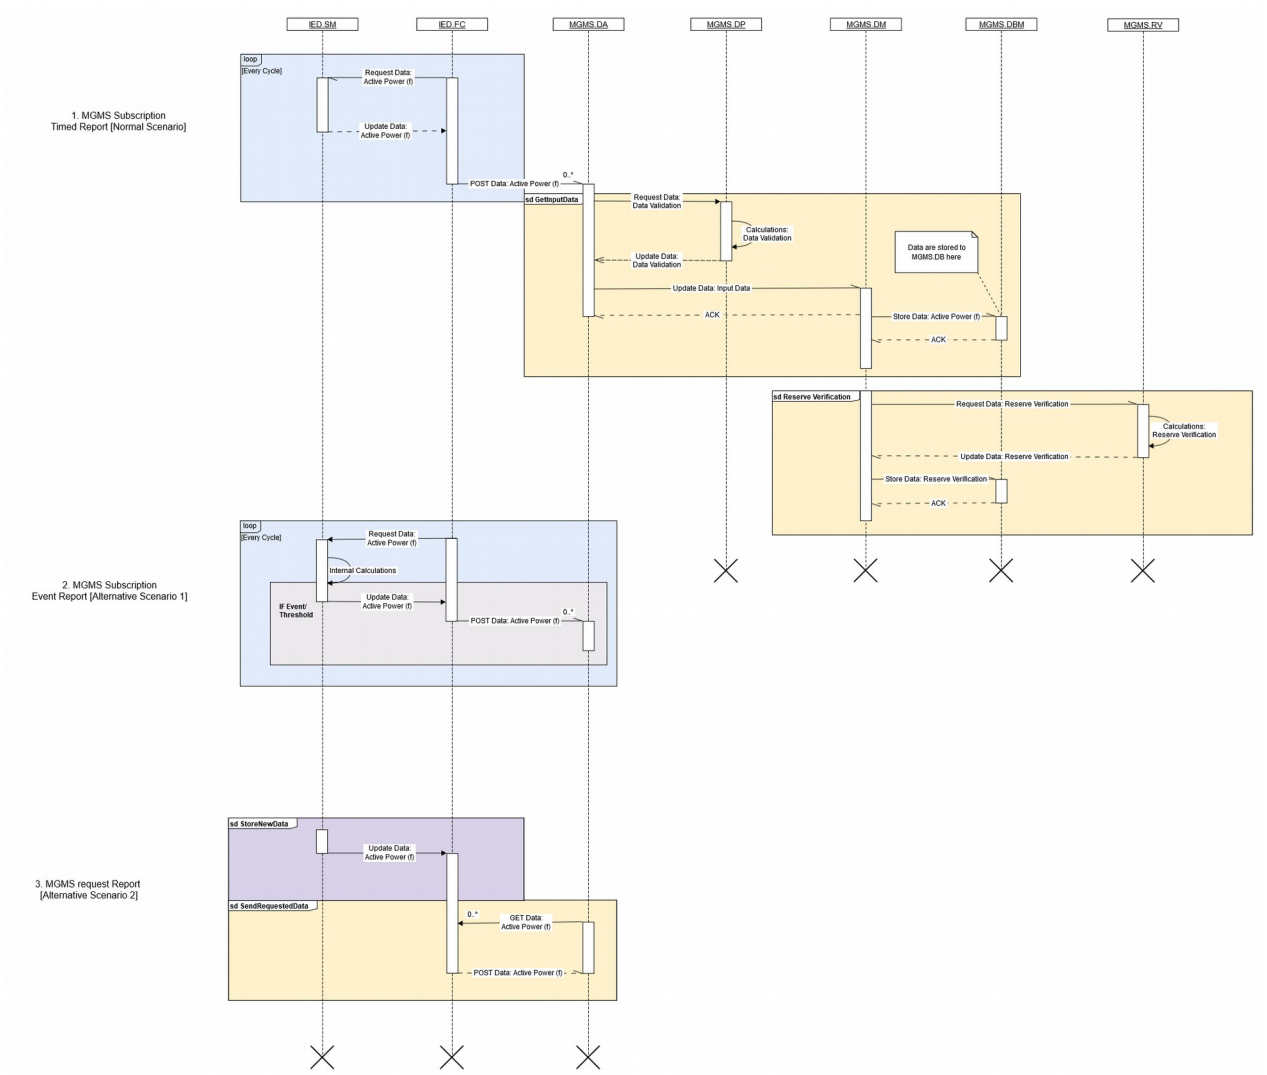 IED.SM
IED.FC
MGMS.DA
MGMS.DP
MGMS.DM
MGMS.DBM
MGMS.RV
loop
[Every Cycle]
Request Data:
Active Power (f)
1. MGMS Subscription
Timed Report [Normal Scenario]
Update Data:
Active Power (f)
0..*
POST Data: Active Power (f)
sd GetInputData
Request Data:
Data Validation
Calculations:
Data Validation
Data are stored to
MGMS.DB here
Update Data:
Data Validation
Update Data: Input Data
ACK
Store Data: Active Power (f)
ACK
sd Reserve Verification
Request Data: Reserve Verification
Calculations:
Reserve Verification
Update Data: Reserve Verification
Store Data: Reserve Verification
ACK
loop
[Every Cycle]
Request Data:
Active Power (f)
Internal Calculations
2. MGMS Subscription
Event Report [Alternative Scenario 1]
IF Event/
Threshold
Update Data:
Active Power (f)
0..*
POST Data: Active Power (f)
sd StoreNewData
Update Data:
Active Power (f)
3. MGMS request Report
[Alternative Scenario 2]
sd SendRequestedData
0..*
GET Data:
Active Power (f)
POST Data: Active Power (f)